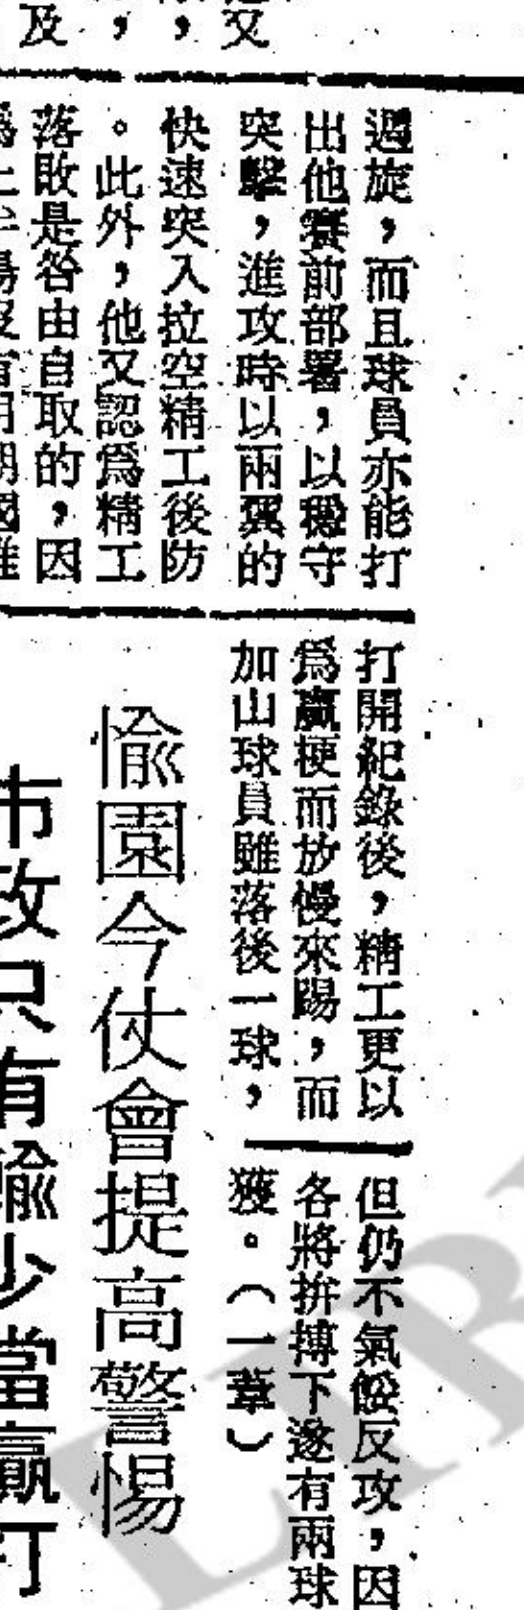 又
，
，
及
週旋，而且球員亦能打
出他賽前部署，以穩守
突擊，進攻時以兩翼的
快速突入拉空精工後防
。此外，他又認爲精工
落敗是咎由自取的，因
打開紀錄後，精工更以
爲贏梗而放慢來踢，而
加山球員雖落後一球，
但仍不氣餒反攻，因
各將拚搏下遂有兩球
獲。（一葦）
愉園今仗會提高警惕
市政只有輸少當贏打